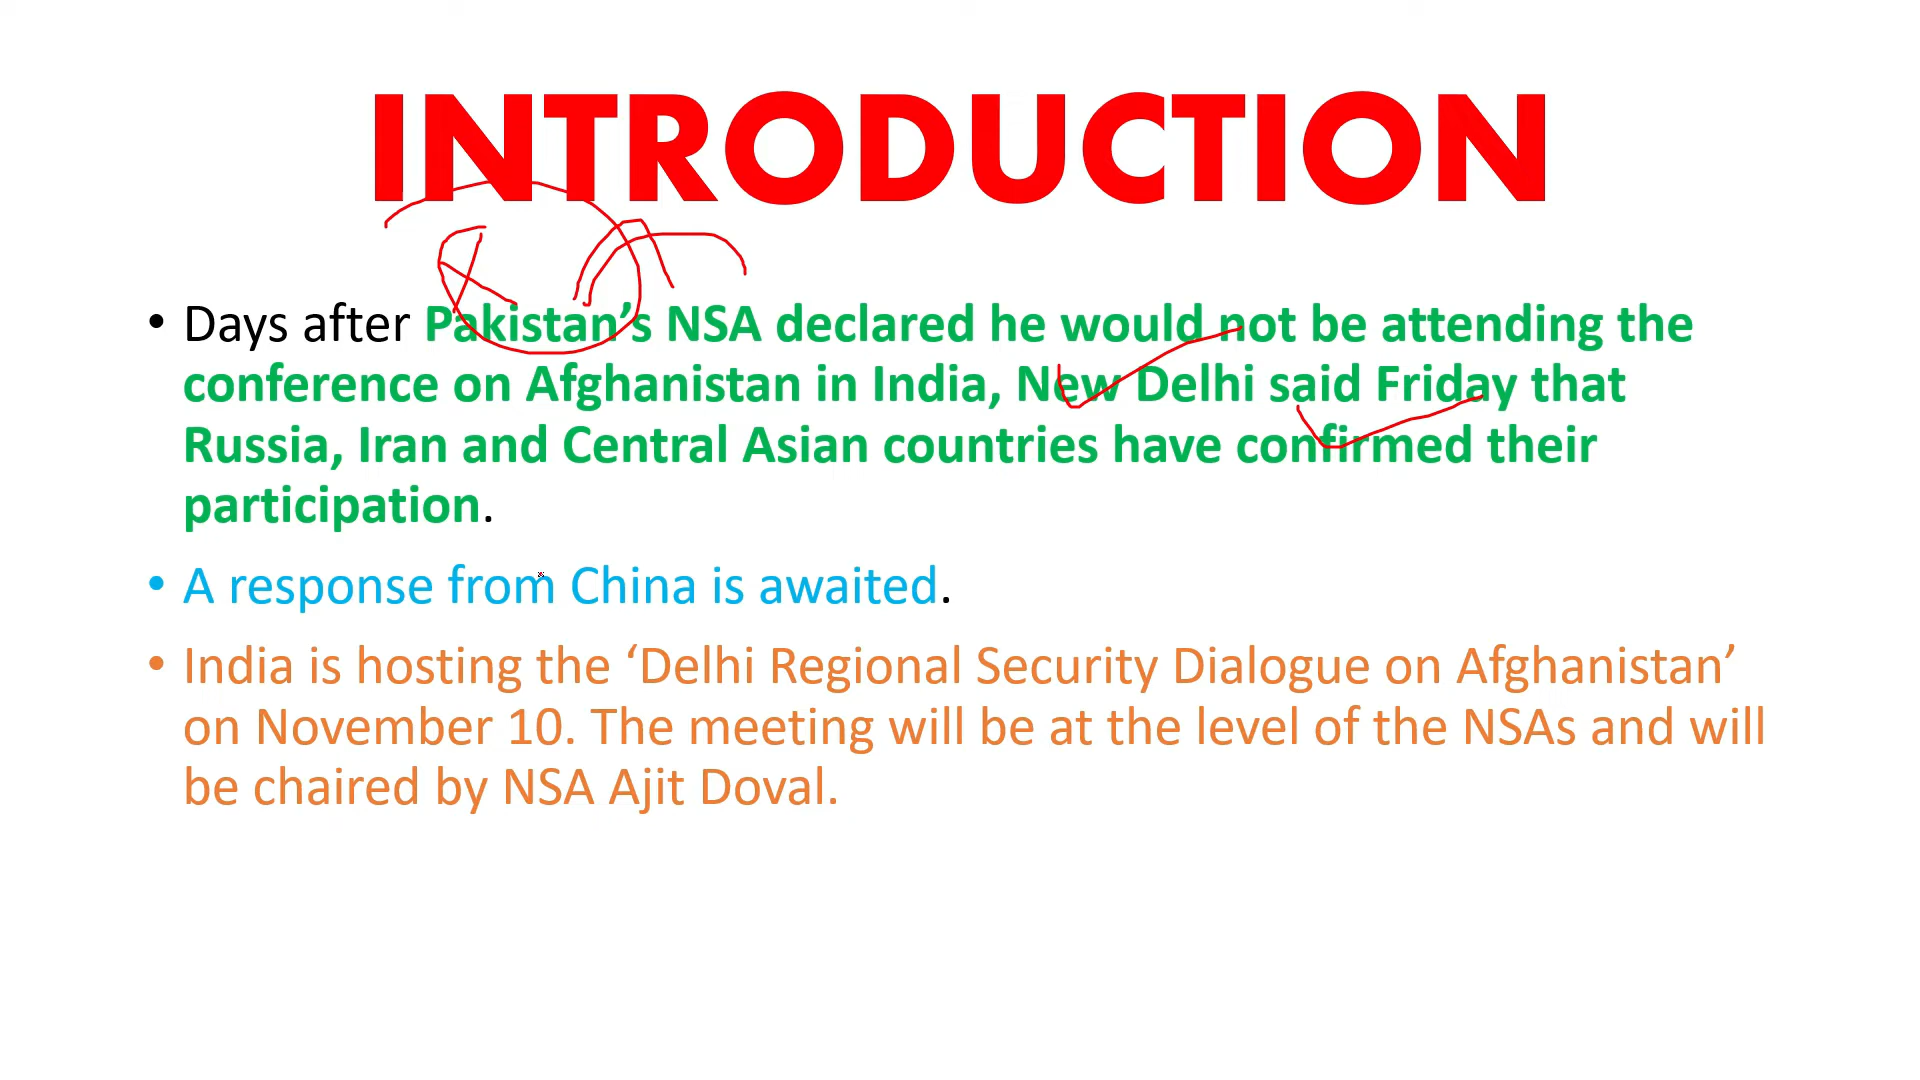 INTRODUCTION
• Days after Pakistan’s NSA declared he would not be attending the
conference on Afghanistan in India, New Delhi said Friday that
Russia, Iran and Central Asian countries have confirmed their
participation.
• A response from China is awaited.
• India is hosting the ‘Delhi Regional Security Dialogue on Afghanistan’
on November 10. The meeting will be at the level of the NSAs and will
be chaired by NSA Ajit Doval.